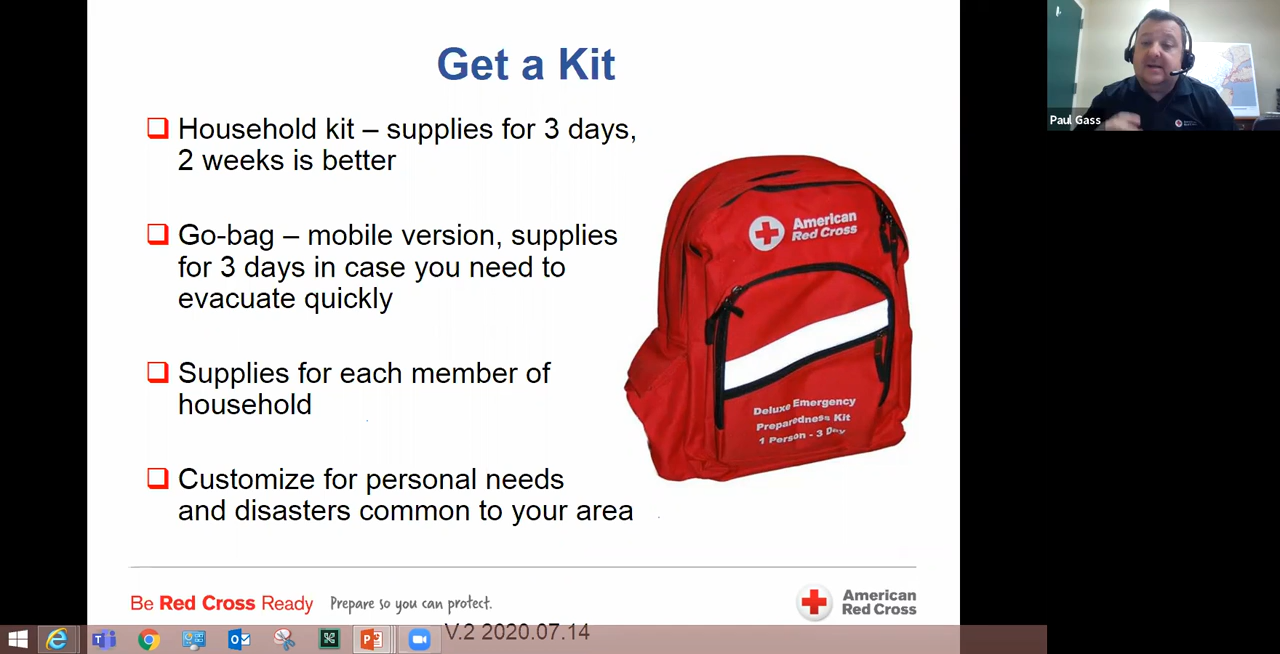 Get a Kit
Household kit – supplies for 3 days,
2 weeks is better
Go-bag – mobile version, supplies
for 3 days in case you need to
evacuate quickly
Supplies for each member of
household
Customize for personal needs
and disasters common to your area
American
Red Cross
Deluxe Emergency
Preparedness Kit
1 Person - 3 Day
Be Red Cross Ready
Prepare so you can protect.
American
Red Cross
V.2 2020.07.14
Paul Gass